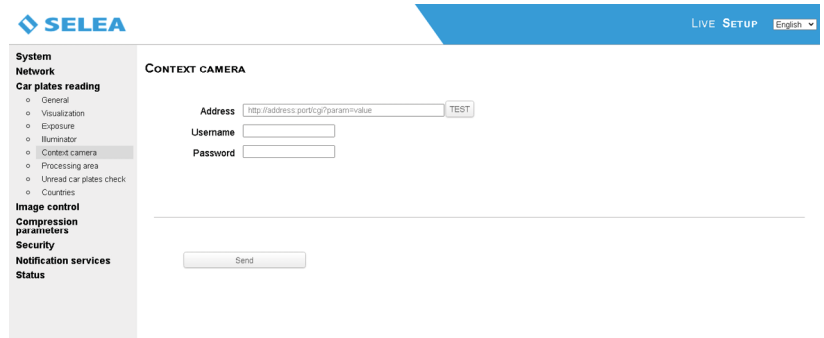 SELEA
LIVE SETUP English
System
Network
Car plates reading
General
Visualization
Exposure
Illuminator
Context camera
Processing area
Unread car plates check
Countries
Image control
Compression
parameters
Security
Notification services
Status
CONTEXT CAMERA
Address http://address:port/cgi?param=value TEST
Username
Password
Send